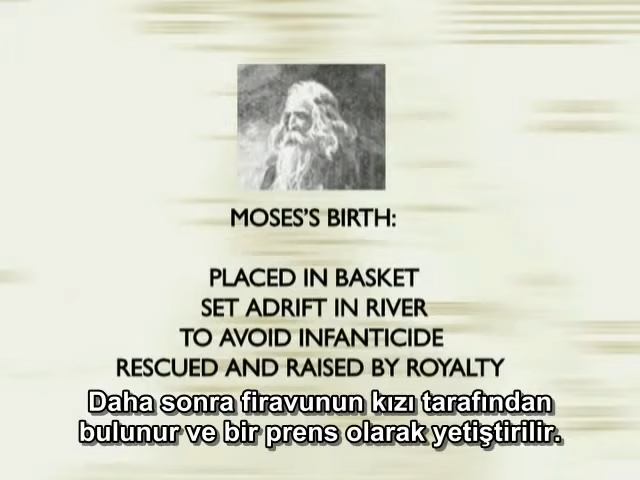 MOSES'S BIRTH:
PLACED IN BASKET
SET ADRIFT IN RIVER
TO AVOID INFANTICIDE
RESCUED AND RAISED BY ROYALTY
Daha sonra firavunun kızı tarafından
bulunur ve bir prens olarak yetiştirilir.